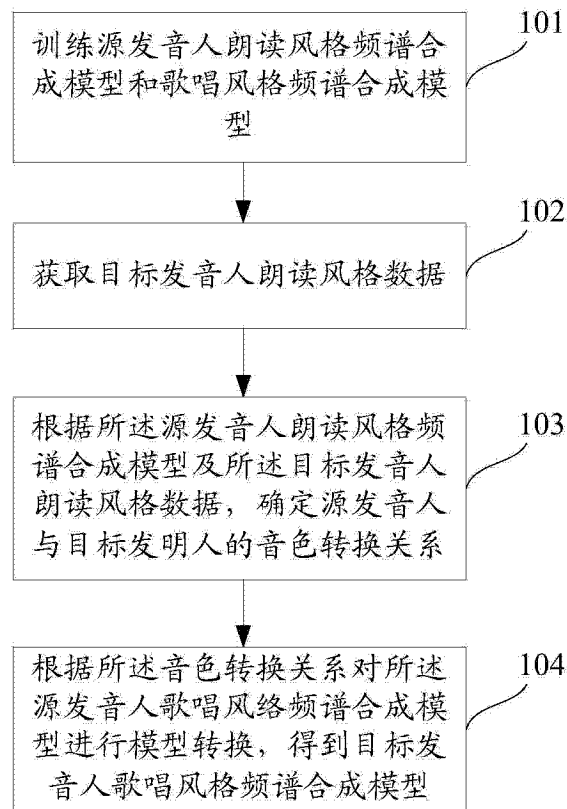 训练源发音人朗读风格频谱合
成模型和歌唱风格频谱合成模
型
101
获取目标发音人朗读风格数据
102
根据所述源发音人朗读风格频
谱合成模型及所述目标发音人
朗读风格数据，确定源发音人
与目标发明人的音色转换关系
103
根据所述音色转换关系对所述
源发音人歌唱风络频谱合成模
型进行模型转换，得到目标发
音人歌唱风格频谱合成模型
104